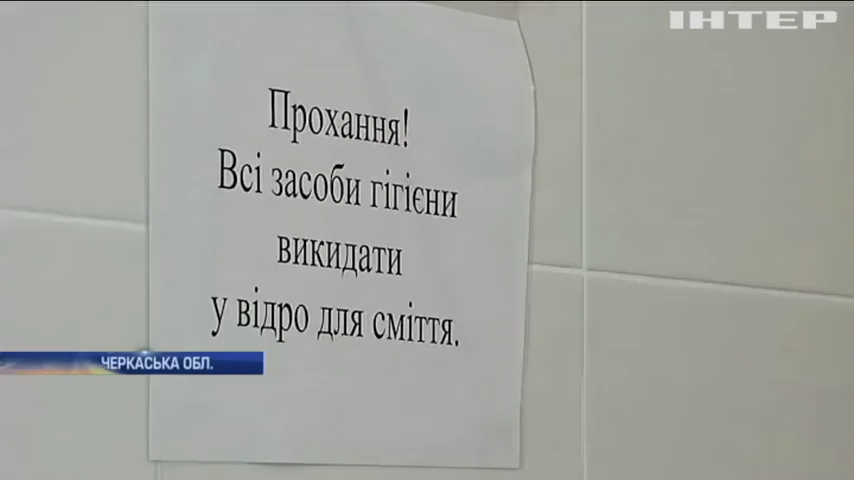 ІНТЕР
Прохання!
Всі засоби гігієни
викидати
у відро для сміття.
ЧЕРКАСЬКА ОБЛ.